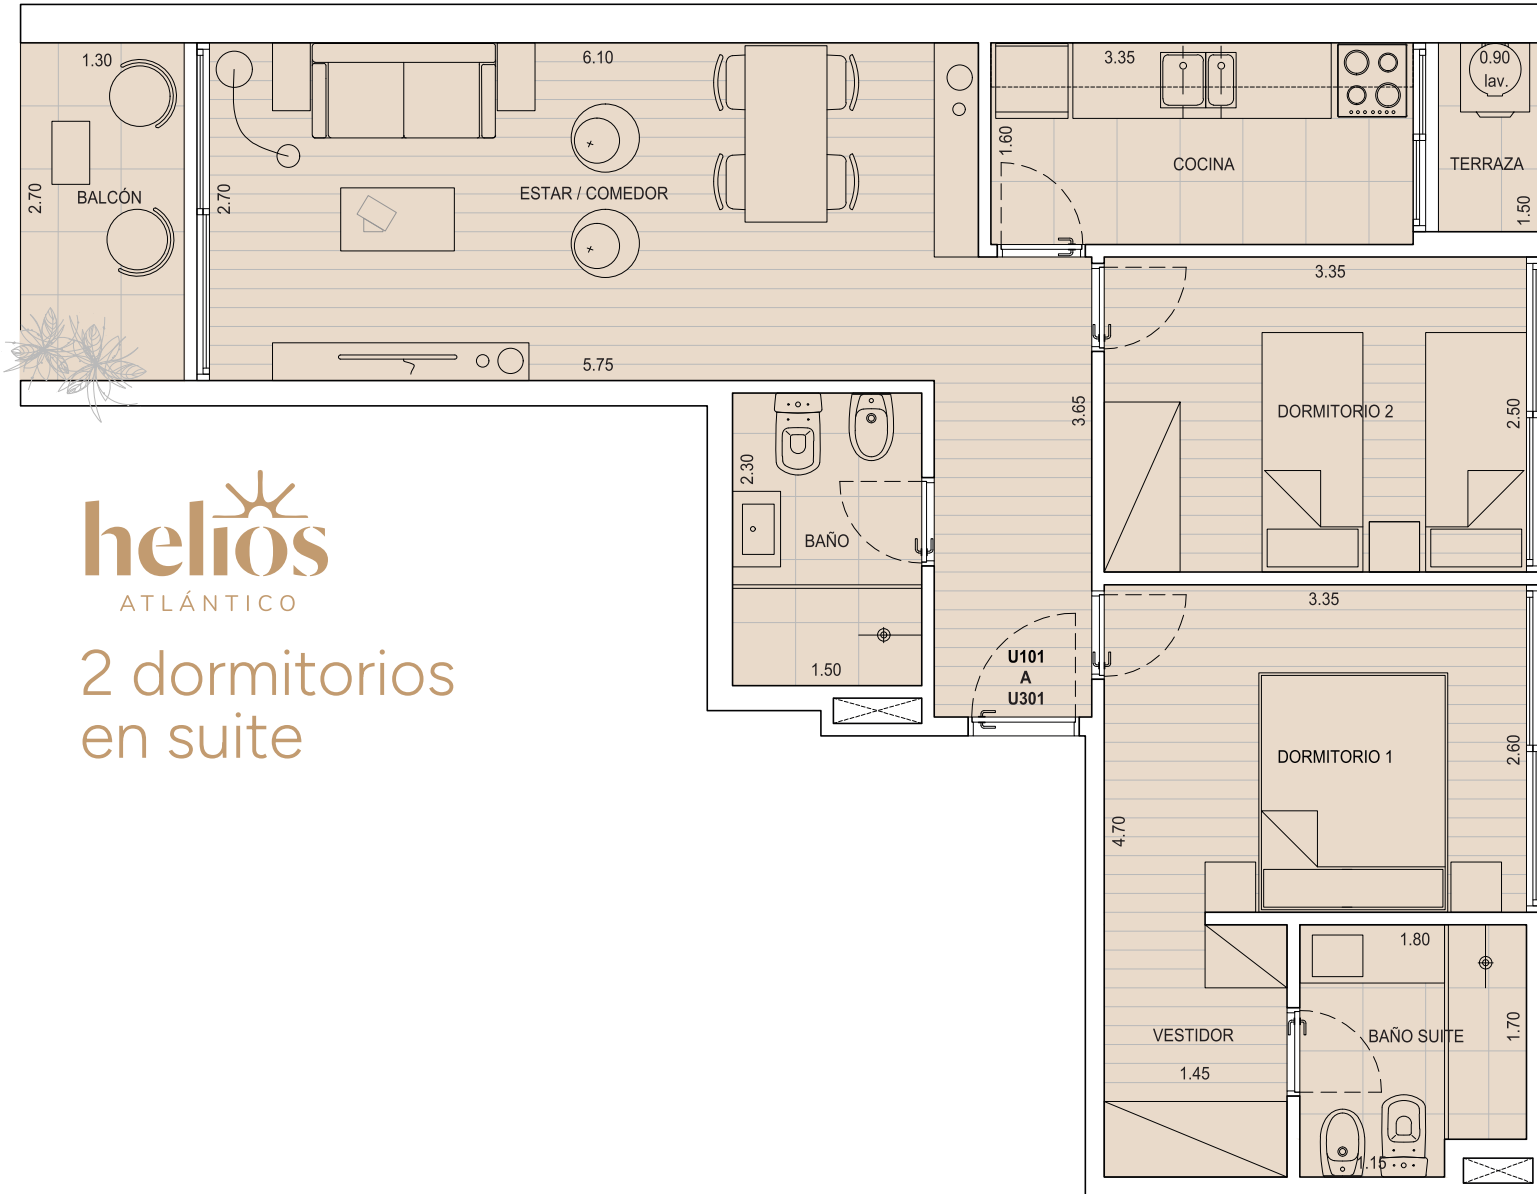 1.30
6.10
3.35
0.90
lav.
1.60
COCINA
TERRAZA
2.70
BALCÓN
2.70
ESTAR / COMEDOR
1.50
3.35
5.75
3.65
DORMITORIO 2
2.50
2.30
BAÑO
helios
ATLÁNTICO
2 dormitorios
en suite
3.35
1.50
U101
A
U301
DORMITORIO 1
2.60
4.70
1.80
VESTIDOR
BAÑO SUITE
1.70
1.45
1.15